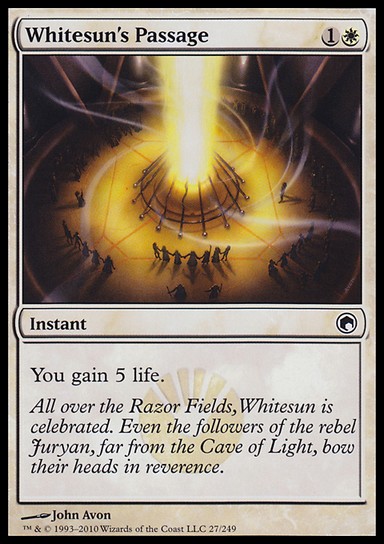 Whitesun's Passage 1
Instant
You gain 5 life.
All over the Razor Fields, Whitesun is
celebrated. Even the followers of the rebel
Juryan, far from the Cave of Light, bow
their heads in reverence.
John Avon
™ & © 1993–2010 Wizards of the Coast LLC 27/249